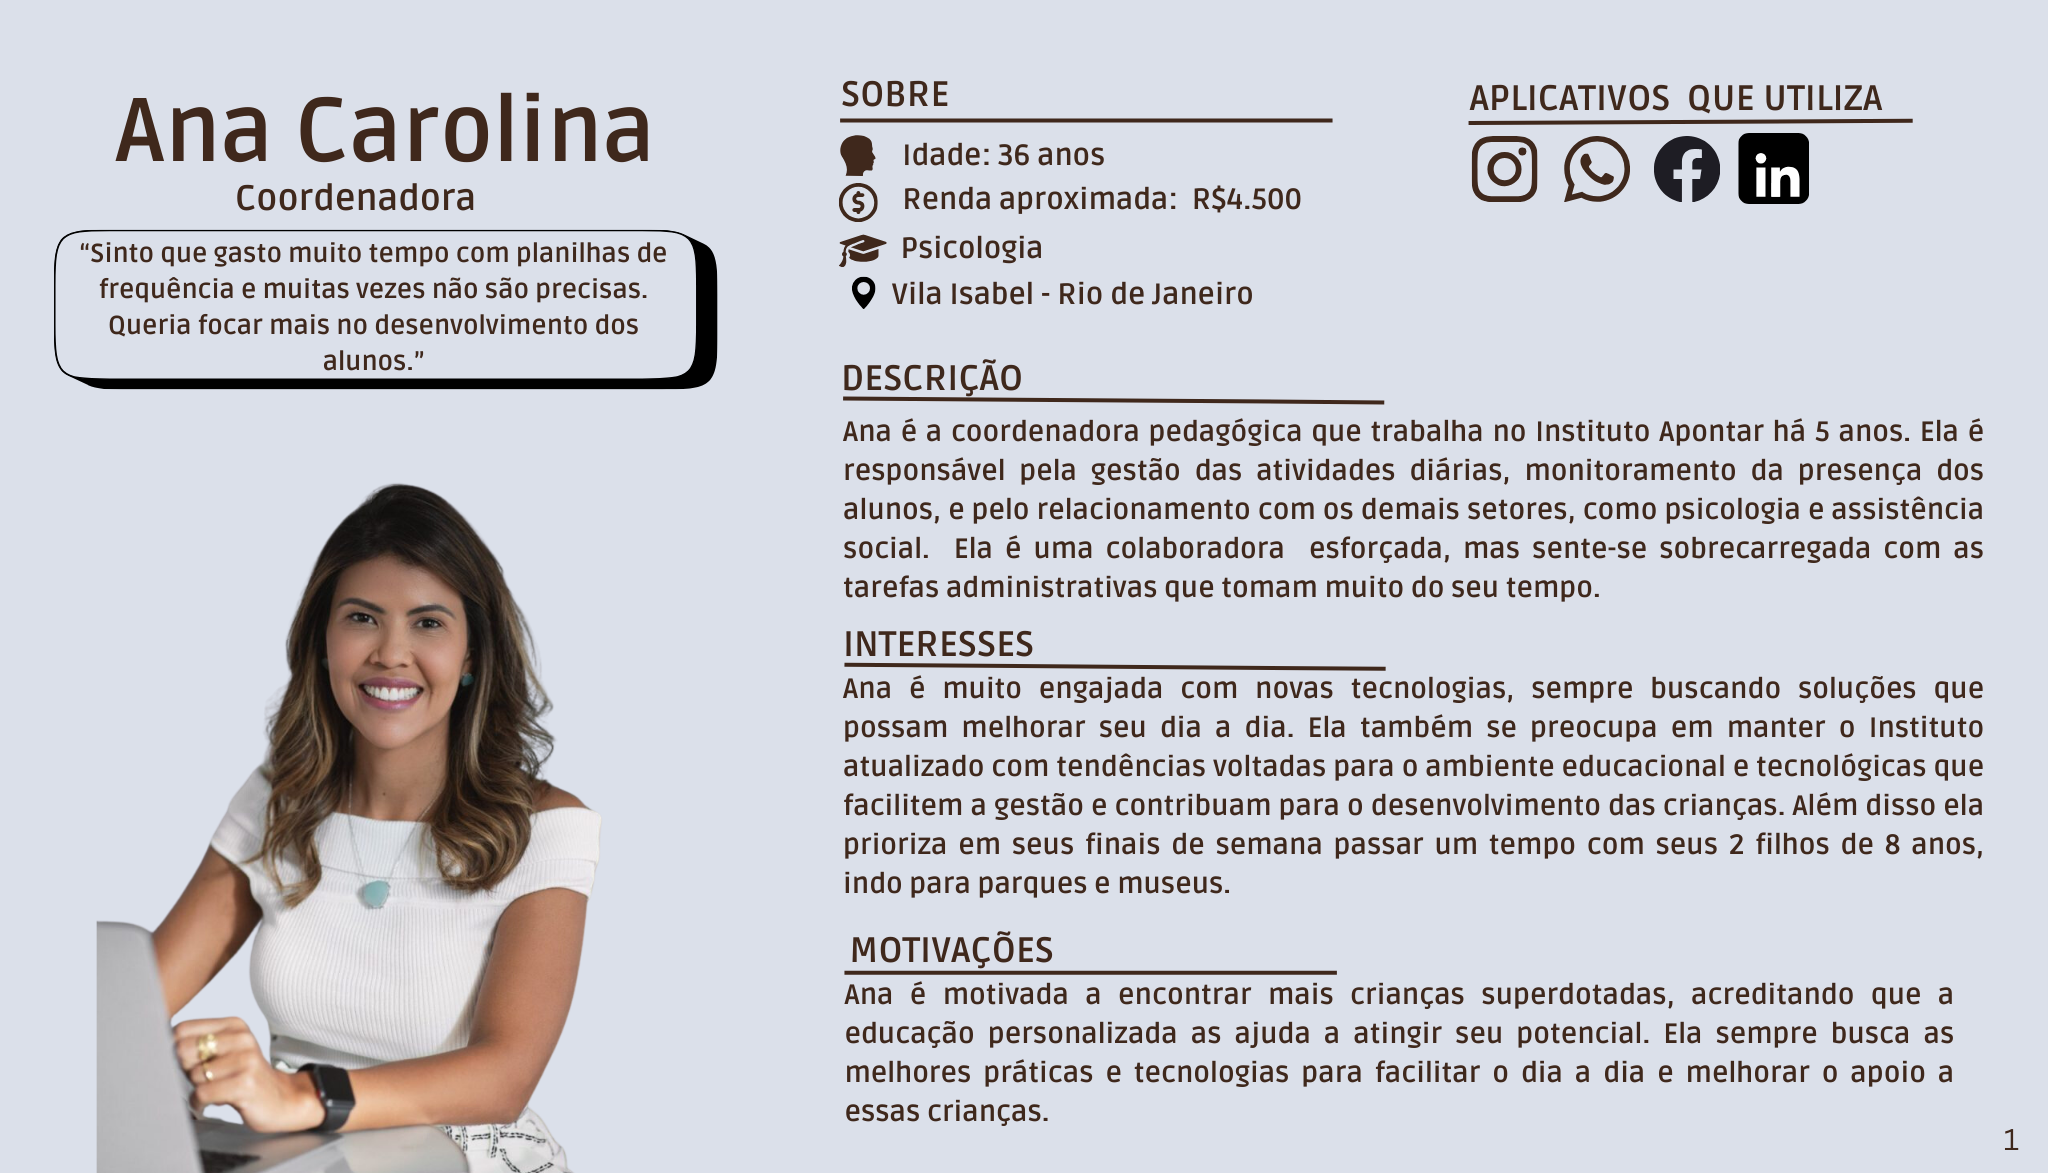 Ana Carolina
Coordenadora
“Sinto que gasto muito tempo com planilhas de
frequência e muitas vezes não são precisas.
Queria focar mais no desenvolvimento dos
alunos.”
SOBRE
Idade: 36 anos
Renda aproximada: R$4.500
Psicologia
Vila Isabel - Rio de Janeiro
APLICATIVOS QUE UTILIZA
in
DESCRIÇÃO
Ana é a coordenadora pedagógica que trabalha no Instituto Apontar há 5 anos. Ela é
responsável pela gestão das atividades diárias, monitoramento da presença dos
alunos, e pelo relacionamento com os demais setores, como psicologia e assistência
social. Ela é uma colaboradora esforçada, mas sente-se sobrecarregada com as
tarefas administrativas que tomam muito do seu tempo.
INTERESSES
Ana é muito engajada com novas tecnologias, sempre buscando soluções que
possam melhorar seu dia a dia. Ela também se preocupa em manter o Instituto
atualizado com tendências voltadas para o ambiente educacional e tecnológicas que
facilitem a gestão e contribuam para o desenvolvimento das crianças. Além disso ela
prioriza em seus finais de semana passar um tempo com seus 2 filhos de 8 anos,
indo para parques e museus.
MOTIVAÇÕES
Ana é motivada a encontrar mais crianças superdotadas, acreditando que a
educação personalizada as ajuda a atingir seu potencial. Ela sempre busca as
melhores práticas e tecnologias para facilitar o dia a dia e melhorar o apoio a
essas crianças.
1